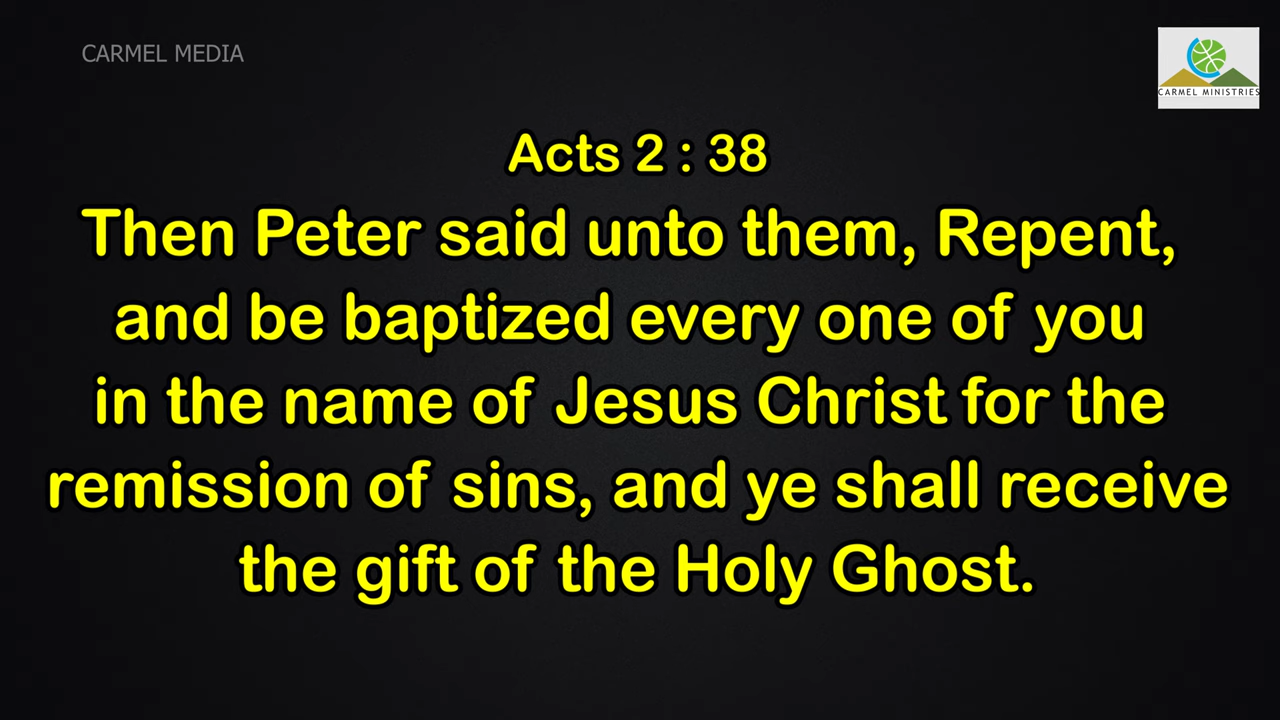 CARMEL MEDIA
CARMEL MINISTRIES
Acts 2 : 38
Then Peter said unto them, Repent,
and be baptized every one of you
in the name of Jesus Christ for the
remission of sins, and ye shall receive
the gift of the Holy Ghost.